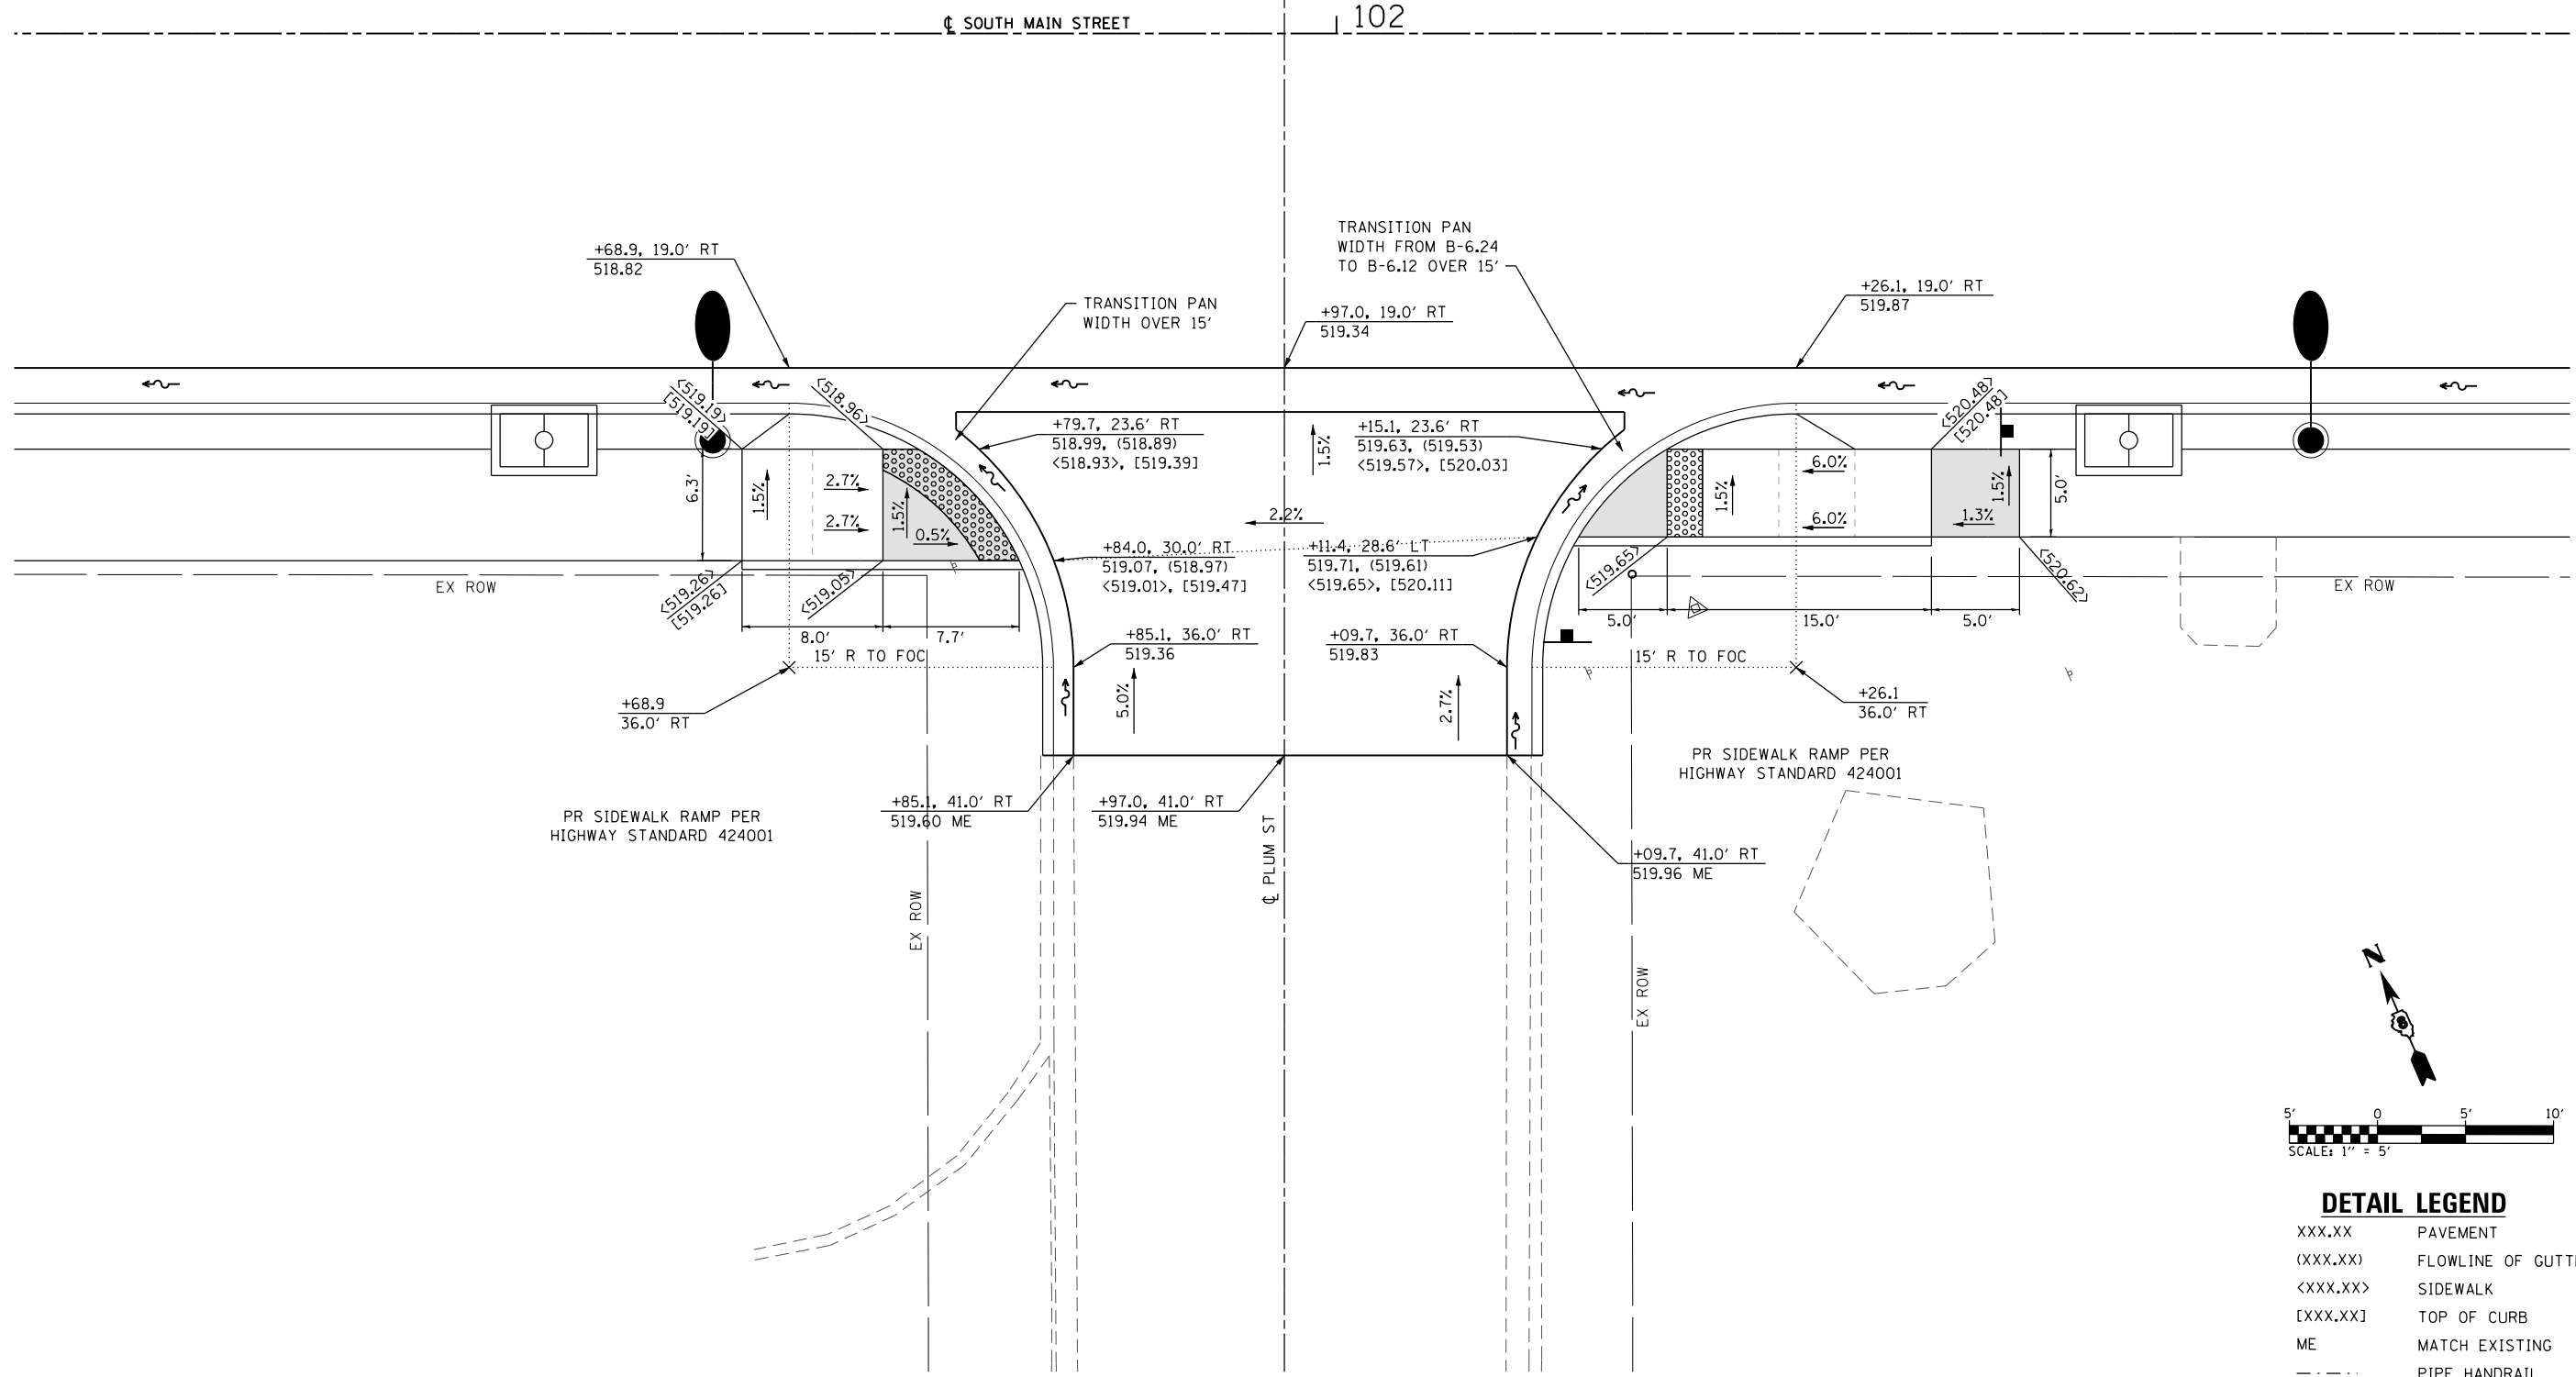 ℄ SOUTH MAIN STREET
102
TRANSITION PAN
WIDTH FROM B-6.24
TO B-6.12 OVER 15'
+68.9, 19.0' RT
518.82
+26.1, 19.0' RT
519.87
TRANSITION PAN
WIDTH OVER 15'
+97.0, 19.0' RT
519.34
<519.19>
[519.19]
<518.96>
<520.48>
[520.48]
+79.7, 23.6' RT
518.99, (518.89)
<518.93>, [519.39]
1.5%
+15.1, 23.6' RT
519.63, (519.53)
<519.57>, [520.03]
6.3'
1.5%
2.7%
2.7%
1.5%
0.5%
2.2%
1.5%
6.0%
6.0%
1.5%
1.3%
5.0'
+84.0, 30.0' RT
519.07, (518.97)
<519.01>, [519.47]
+11.4, 28.6' LT
519.71, (519.61)
<519.65>, [520.11]
EX ROW
<519.26>
[519.26]
<519.05>
<519.65>
<520.62>
EX ROW
8.0'
7.7'
5.0'
15.0'
5.0'
15' R TO FOC
+85.1, 36.0' RT
519.36
+09.7, 36.0' RT
519.83
15' R TO FOC
+68.9
36.0' RT
5.0%
2.7%
+26.1
36.0' RT
PR SIDEWALK RAMP PER
HIGHWAY STANDARD 424001
+85.1, 41.0' RT
519.60 ME
+97.0, 41.0' RT
519.94 ME
PR SIDEWALK RAMP PER
HIGHWAY STANDARD 424001
℄ PLUM ST
+09.7, 41.0' RT
519.96 ME
EX ROW
EX ROW
N
5' 0 5' 10'
SCALE: 1" = 5'
DETAIL LEGEND
XXX.XX PAVEMENT
(XXX.XX) FLOWLINE OF GUTT
<XXX.XX> SIDEWALK
[XXX.XX] TOP OF CURB
ME MATCH EXISTING
PIPE HANDRAIL